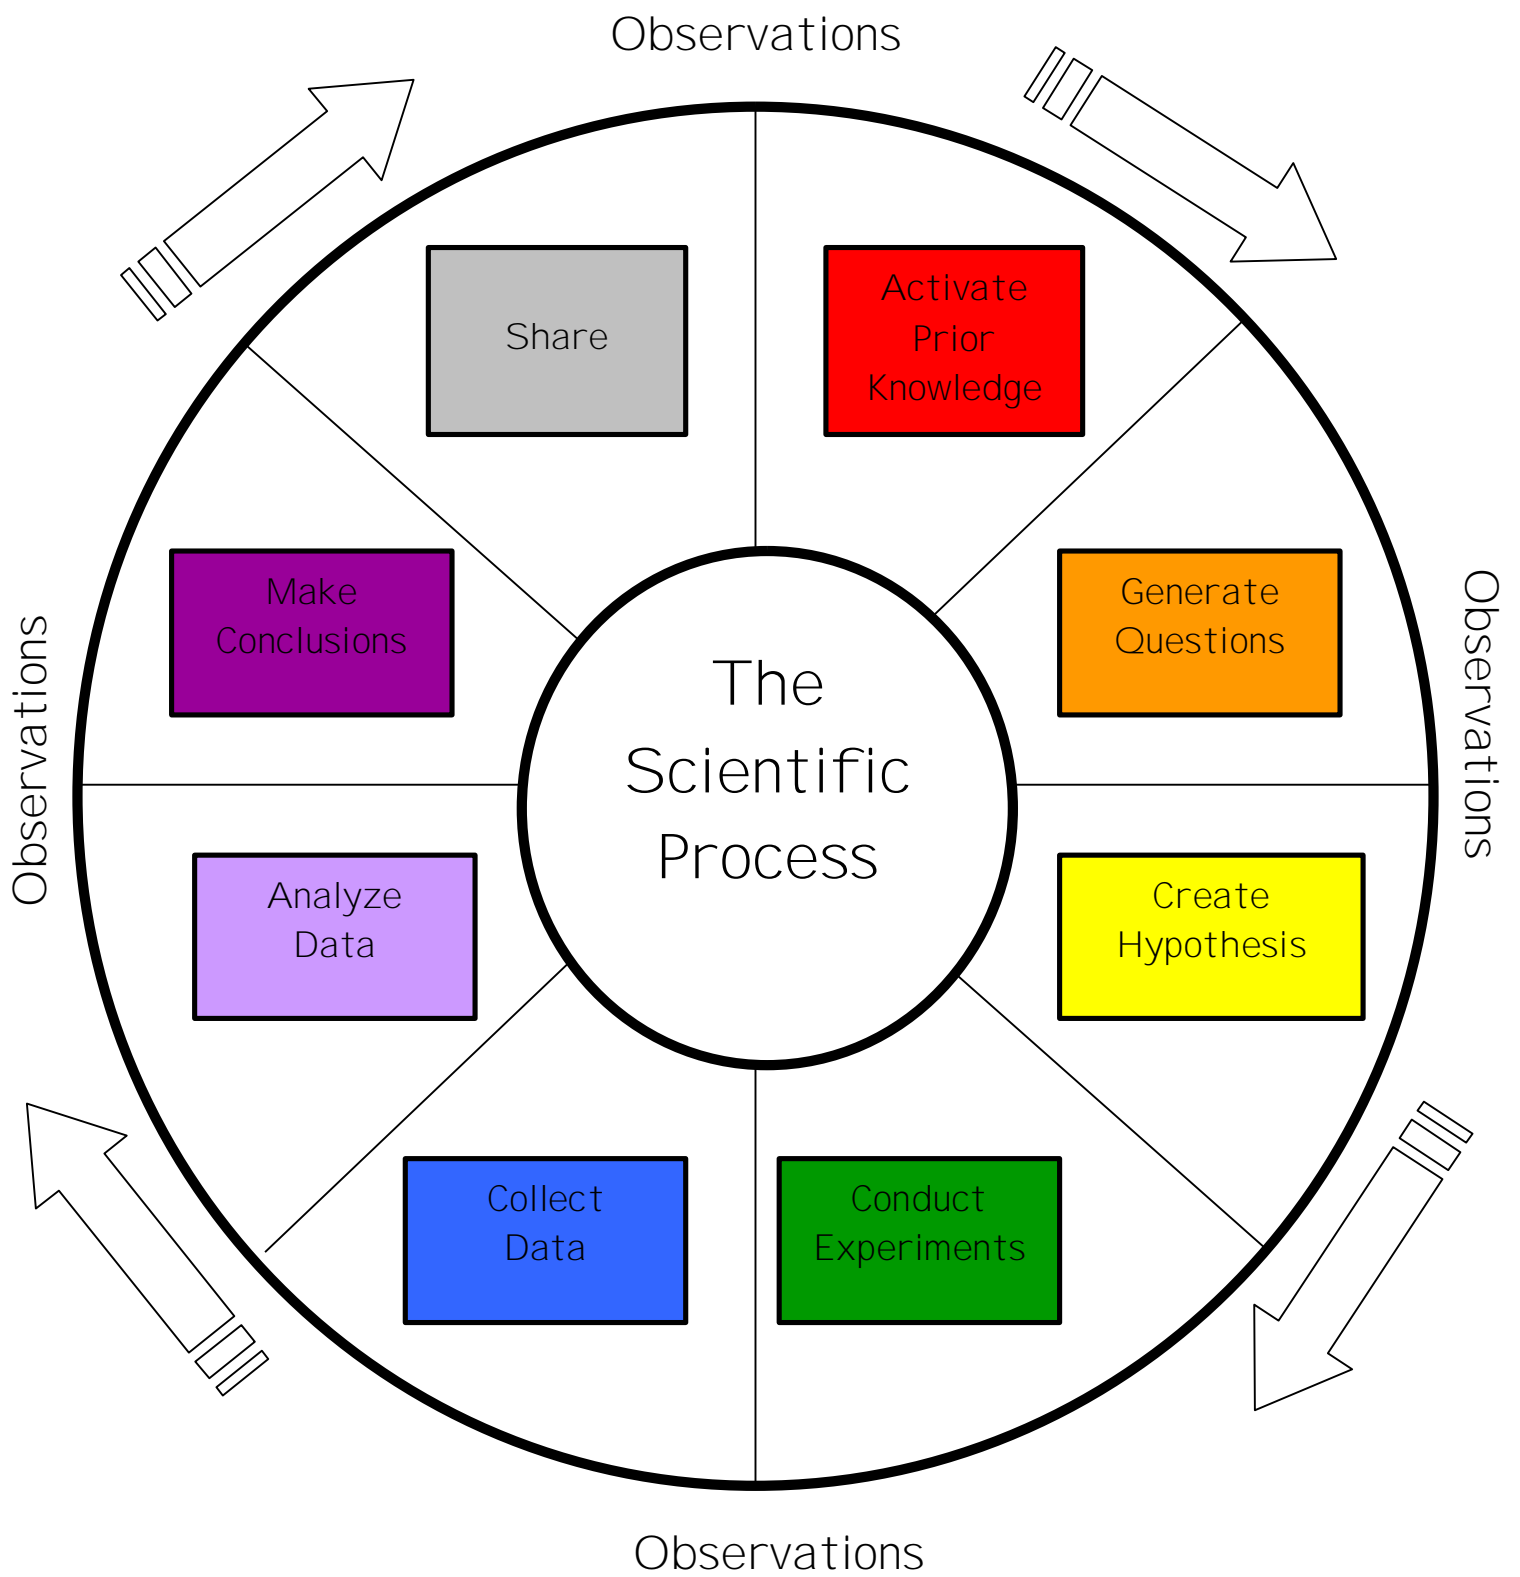 Observations
Share
Activate
Prior
Knowledge
Make
Conclusions
Generate
Questions
Observations
Observations
The
Scientific
Process
Analyze
Data
Create
Hypothesis
Collect
Data
Conduct
Experiments
Observations